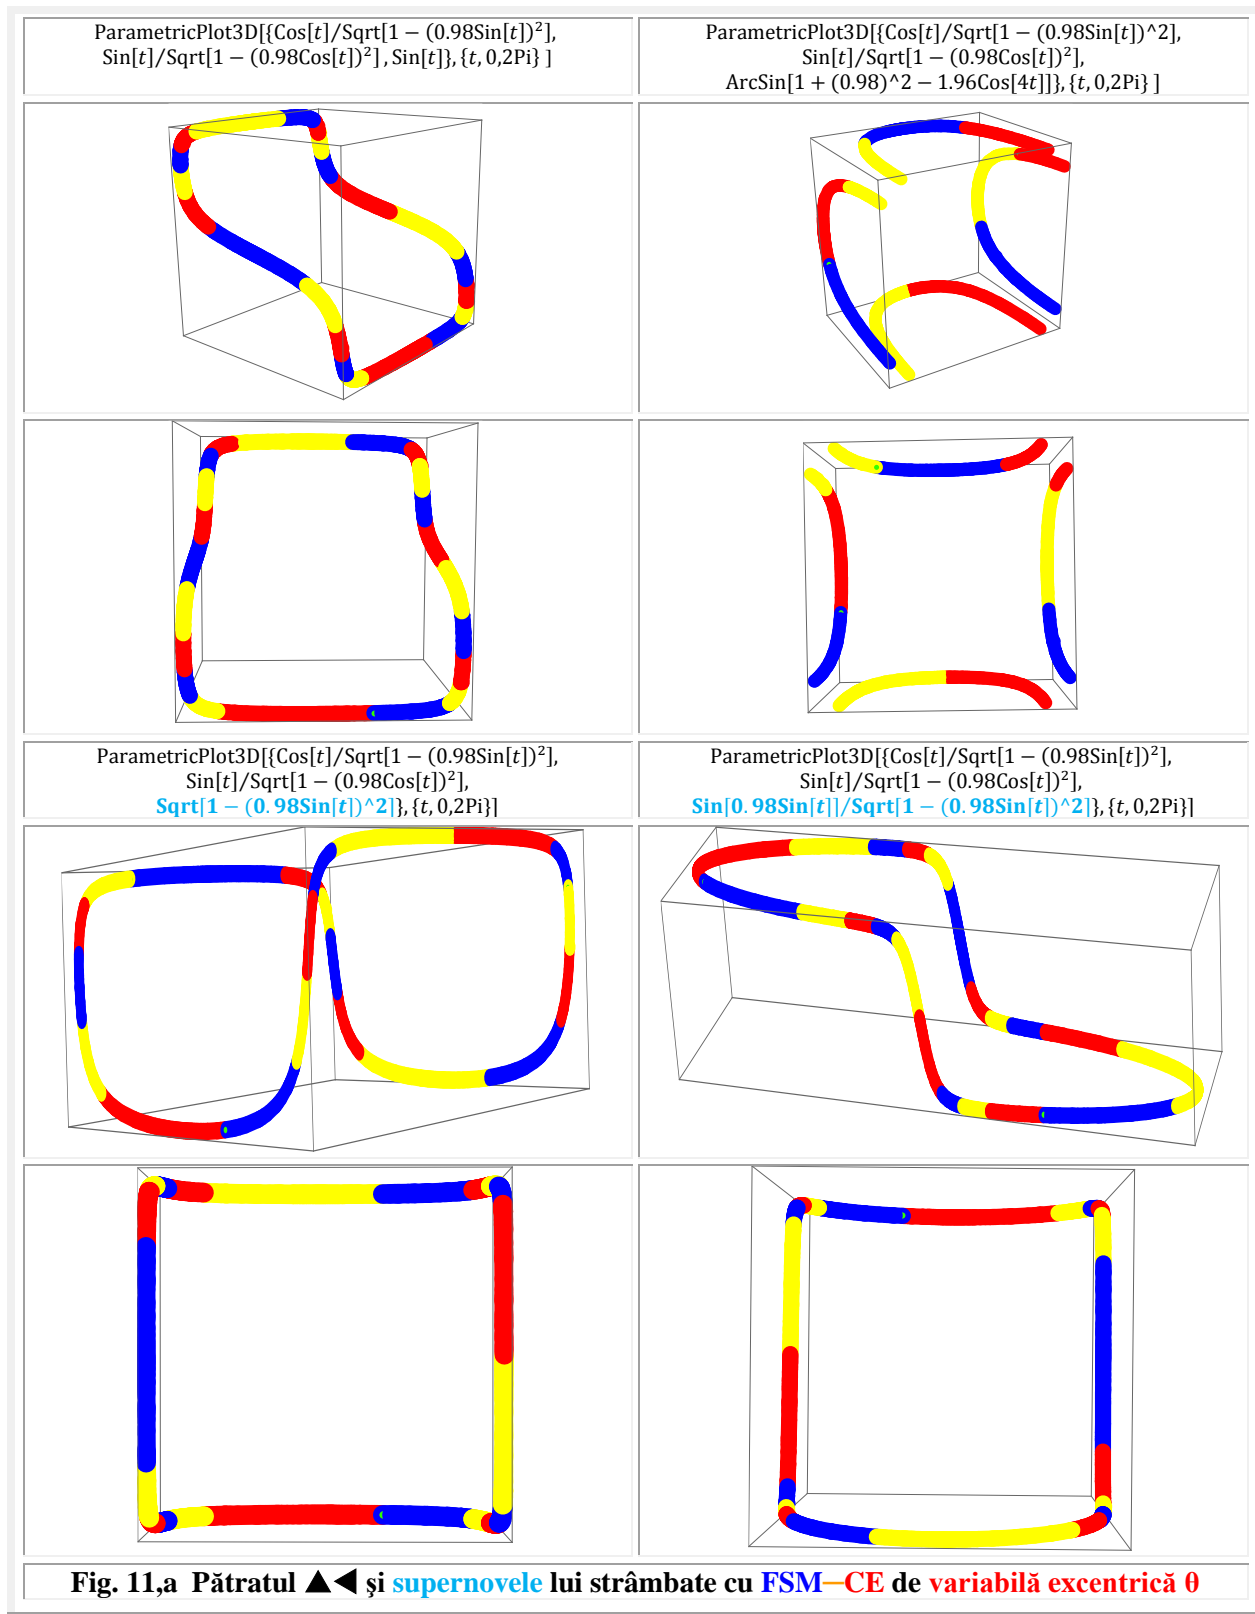 ParametricPlot3D[{Cos[t]/Sqrt[1 − (0.98Sin[t])²],
Sin[t]/Sqrt[1 − (0.98Cos[t])²] , Sin[t]}, {t, 0,2Pi} ]
ParametricPlot3D[{Cos[t]/Sqrt[1 − (0.98Sin[t])^2],
Sin[t]/Sqrt[1 − (0.98Cos[t])²],
ArcSin[1 + (0.98)^2 − 1.96Cos[4t]]}, {t, 0,2Pi} ]
ParametricPlot3D[{Cos[t]/Sqrt[1 − (0.98Sin[t])²],
Sin[t]/Sqrt[1 − (0.98Cos[t])²],
Sqrt[1 − (0.98Sin[t])^2]}, {t, 0,2Pi}]
ParametricPlot3D[{Cos[t]/Sqrt[1 − (0.98Sin[t])²],
Sin[t]/Sqrt[1 − (0.98Cos[t])²],
Sin[0.98Sin[t]]/Sqrt[1 − (0.98Sin[t])^2]}, {t, 0,2Pi}]
Fig. 11,a Pătratul ▲◄ şi supernovele lui strâmbate cu FSM—CE de variabilă excentrică θ